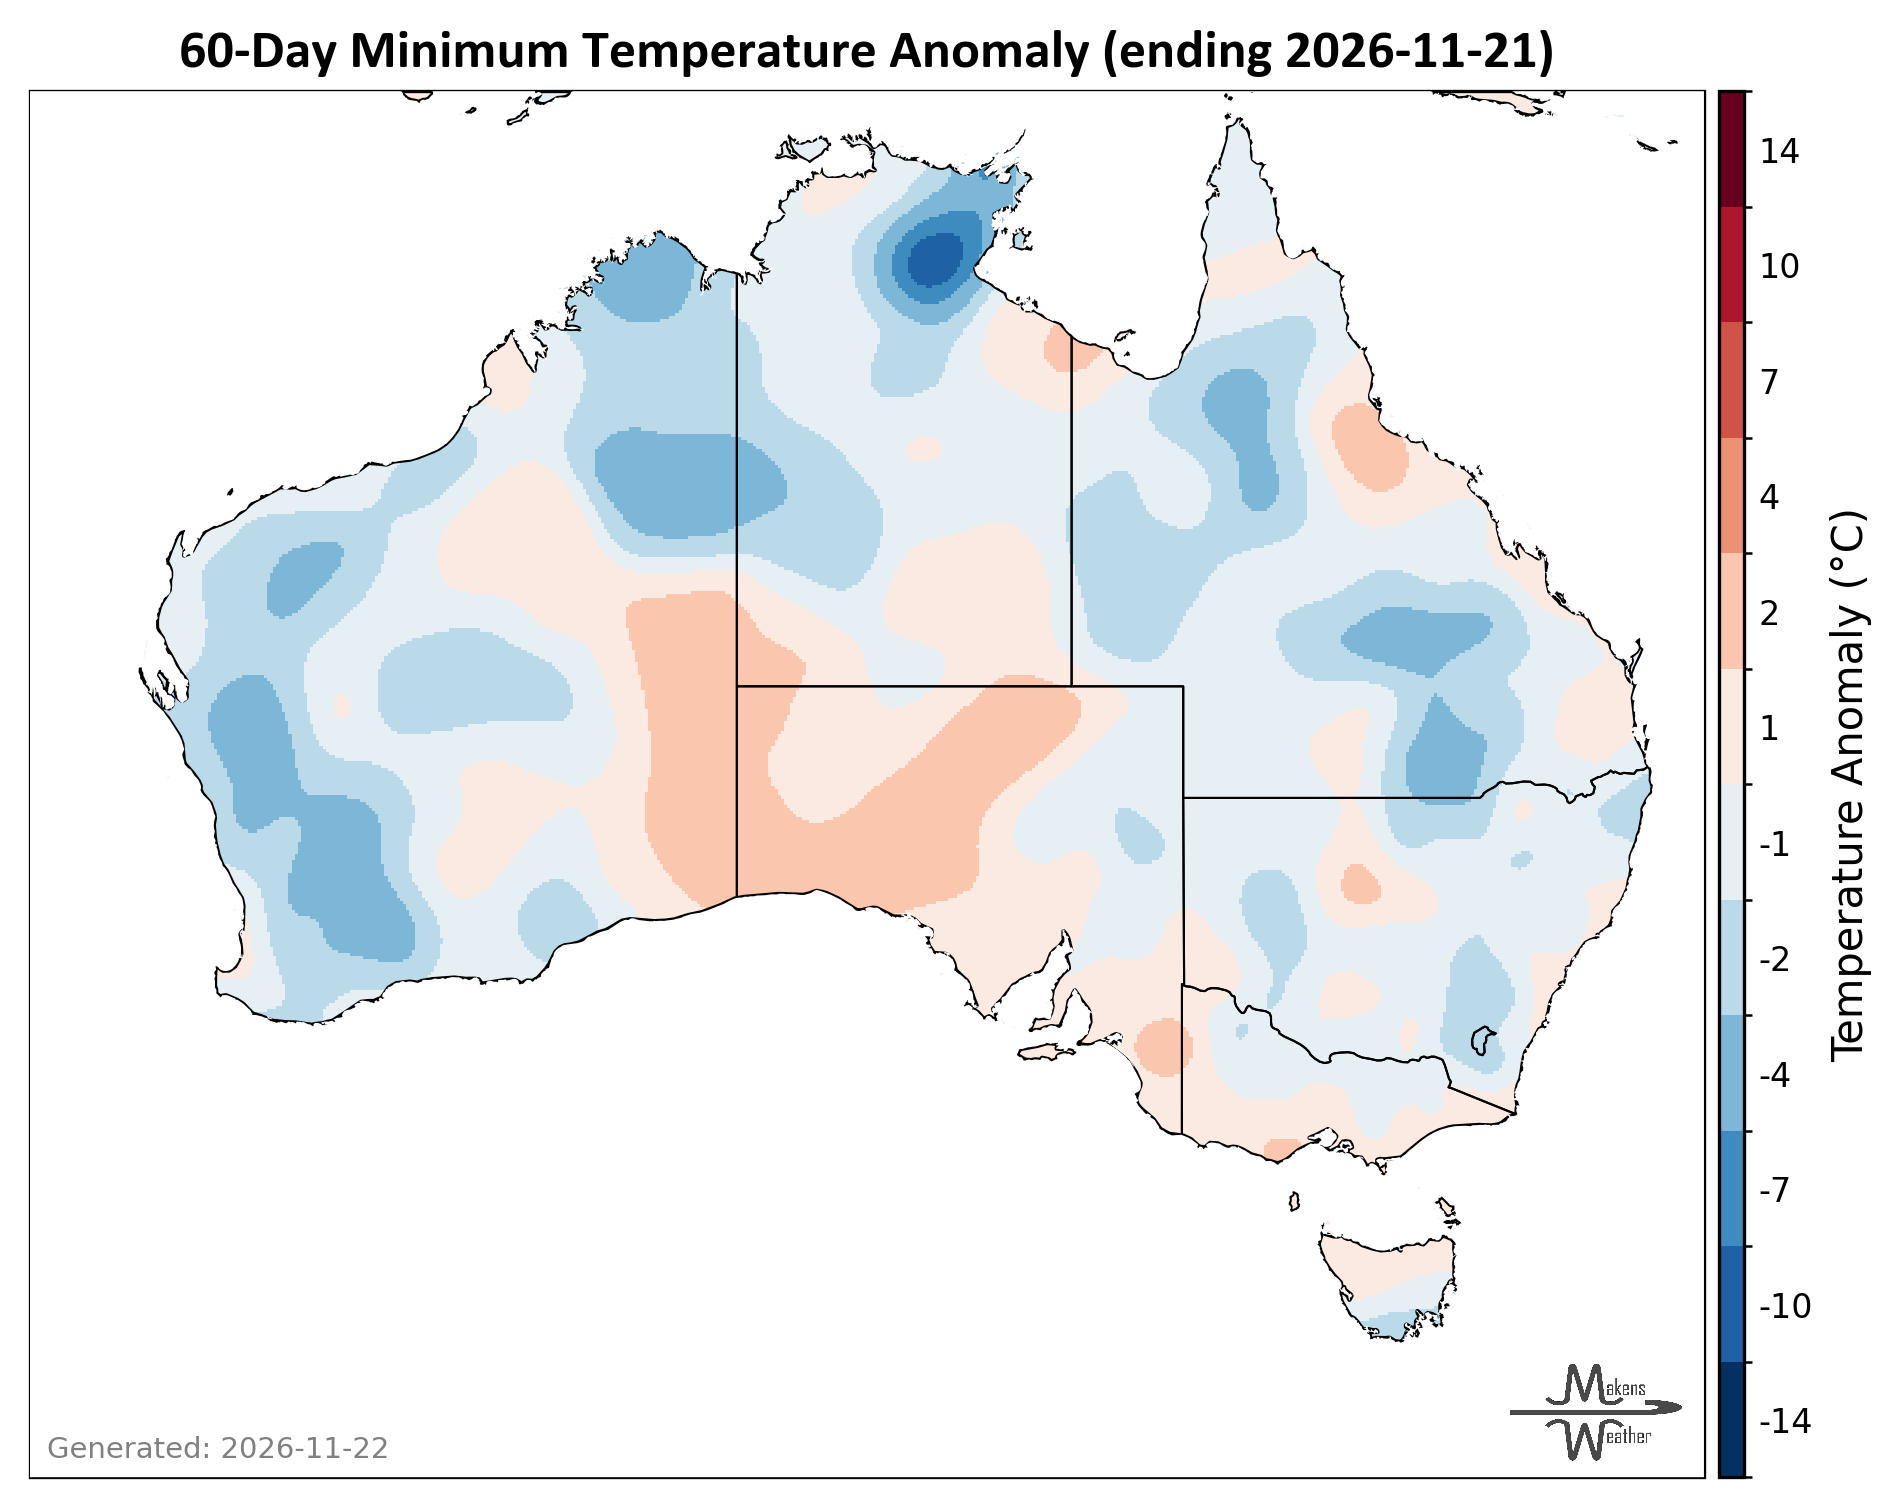 60-Day Minimum Temperature Anomaly (ending 2026-11-21)
14
10
7
4
2
1
-1
-2
-4
-7
-10
-14
Temperature Anomaly (°C)
Makens
Weather
Generated: 2026-11-22